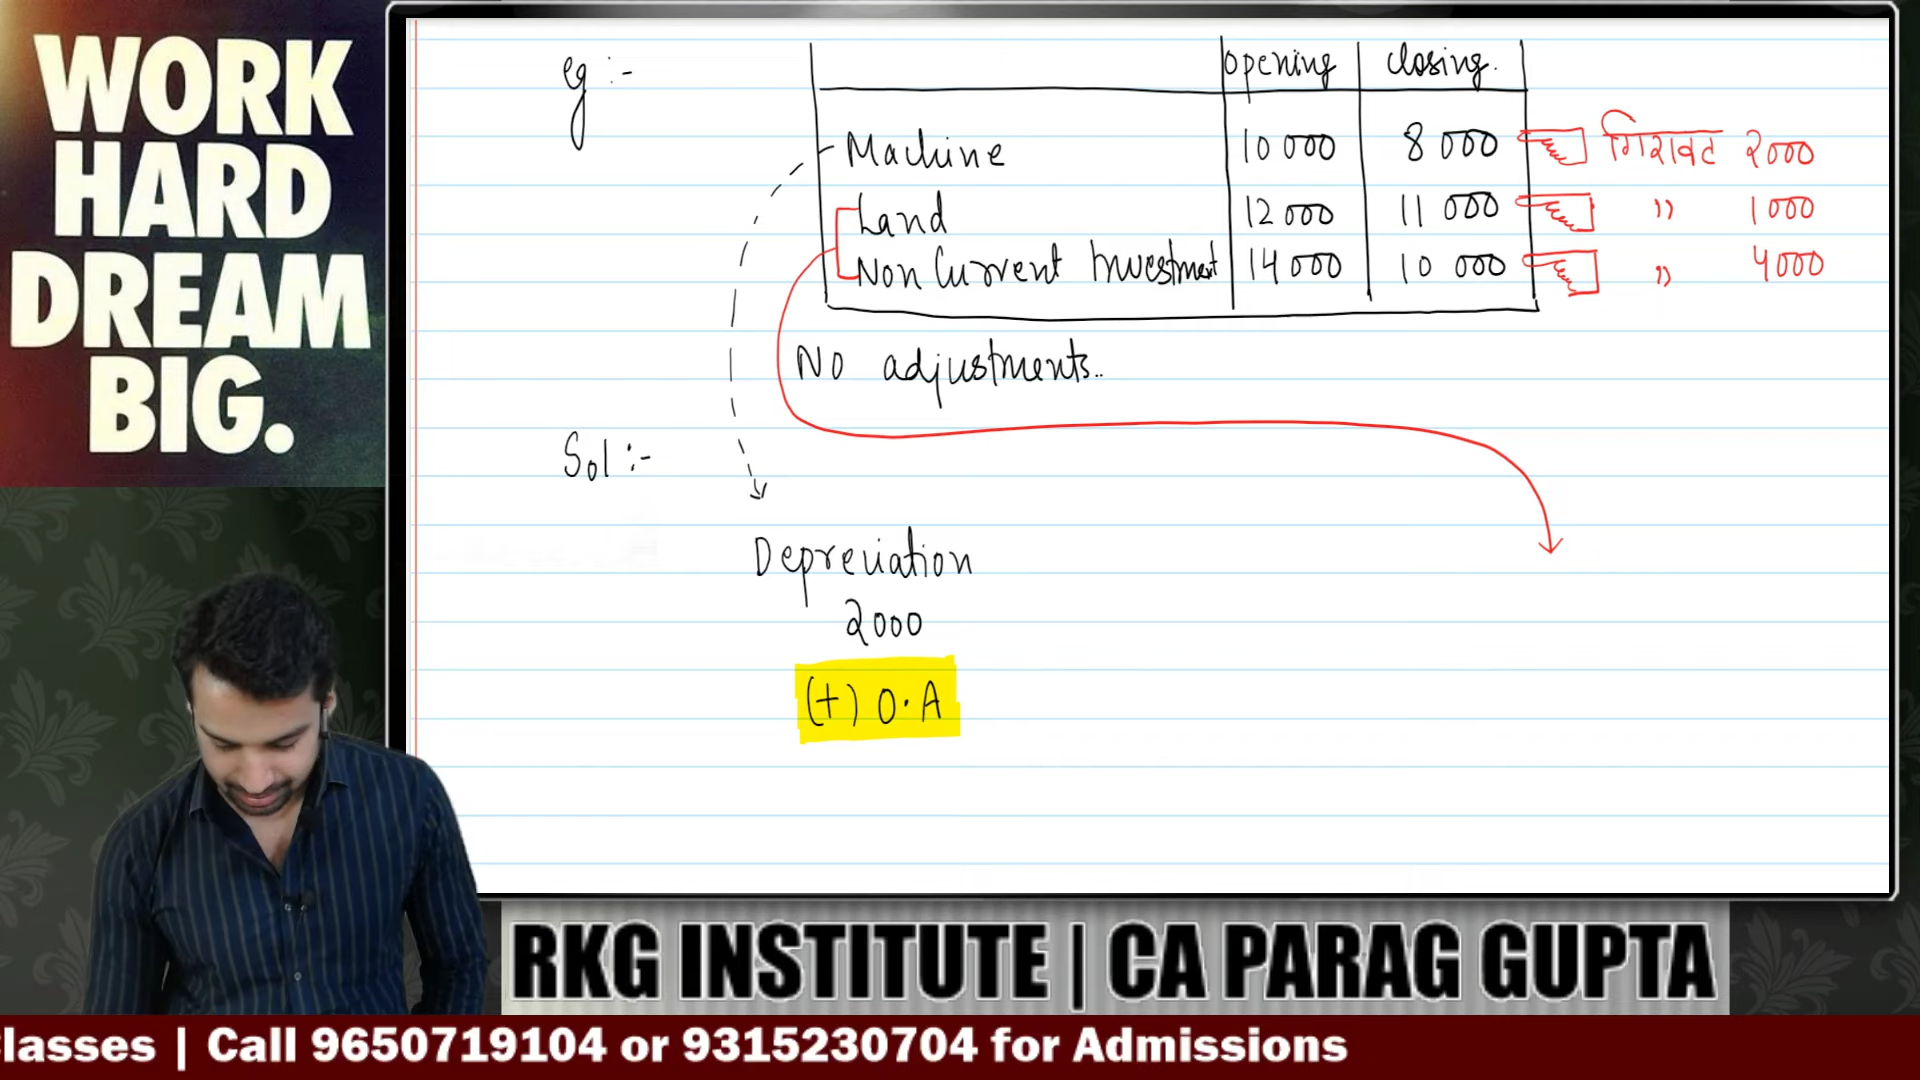 WORK
HARD
DREAM
BIG.
eg :-
opening closing.
Machine 10 000 8 000 गिरावट 2000
Land 12 000 11 000 " 1000
Non Current Investment 14 000 10 000 " 4000
No adjustments..
Sol :-
Depreciation
2000
(+) O.A
RKG INSTITUTE | CA PARAG GUPTA
lasses | Call 9650719104 or 9315230704 for Admissions